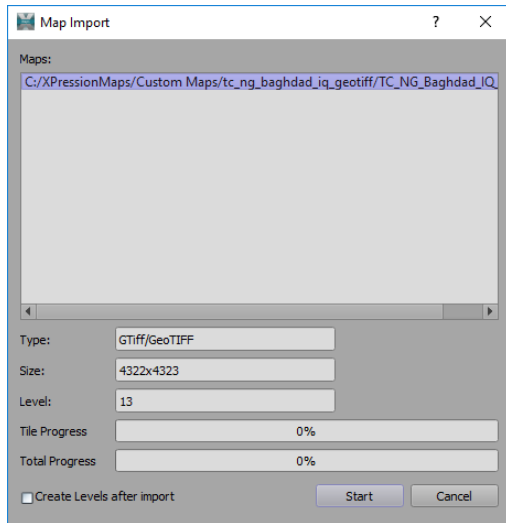 Map Import
?
Maps:
C:/XPressionMaps/Custom Maps/tc_ng_baghdad_iq_geotiff/TC_NG_Baghdad_IQ_
Type: GTiff/GeoTIFF
Size: 4322x4323
Level: 13
Tile Progress 0%
Total Progress 0%
Create Levels after import Start Cancel